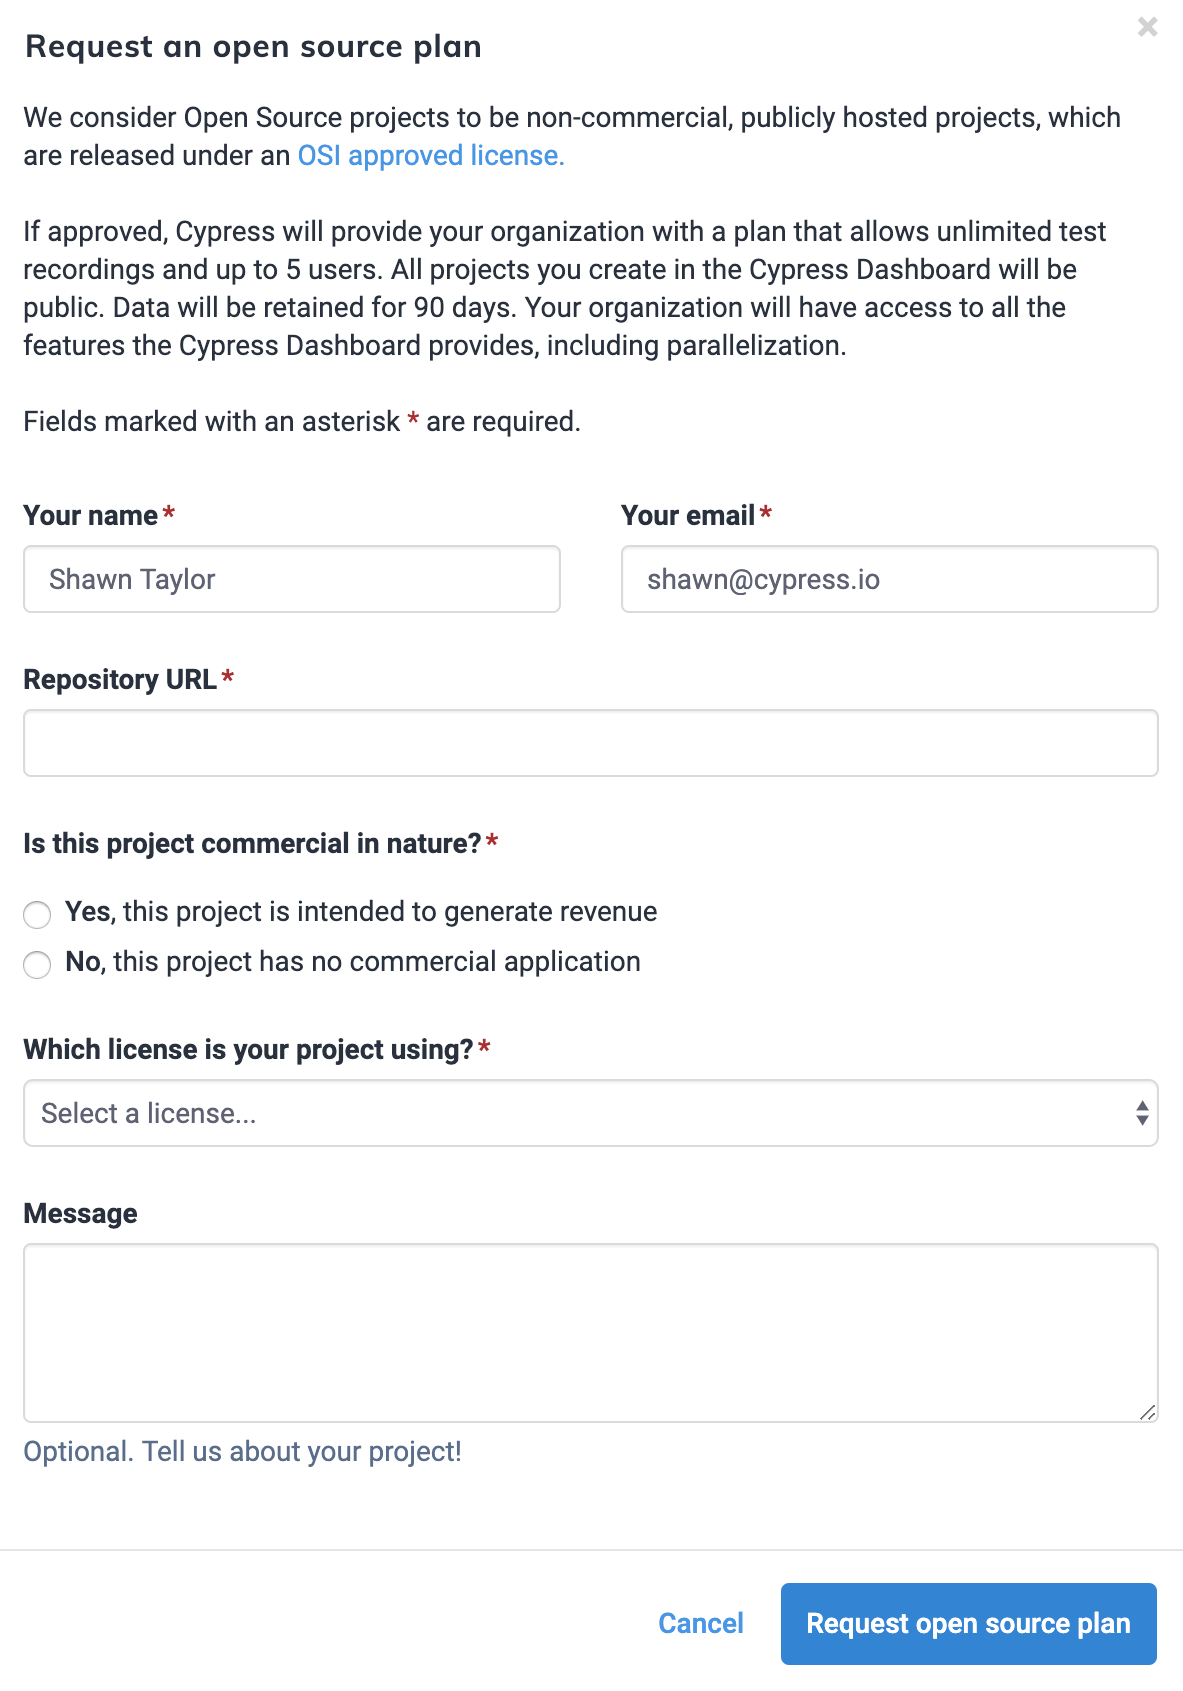 Request an open source plan
We consider Open Source projects to be non-commercial, publicly hosted projects, which
are released under an OSI approved license.
If approved, Cypress will provide your organization with a plan that allows unlimited test
recordings and up to 5 users. All projects you create in the Cypress Dashboard will be
public. Data will be retained for 90 days. Your organization will have access to all the
features the Cypress Dashboard provides, including parallelization.
Fields marked with an asterisk * are required.
Your name *
Your email *
Shawn Taylor
shawn@cypress.io
Repository URL *
Is this project commercial in nature? *
Yes, this project is intended to generate revenue
No, this project has no commercial application
Which license is your project using? *
Select a license...
Message
Optional. Tell us about your project!
Cancel
Request open source plan